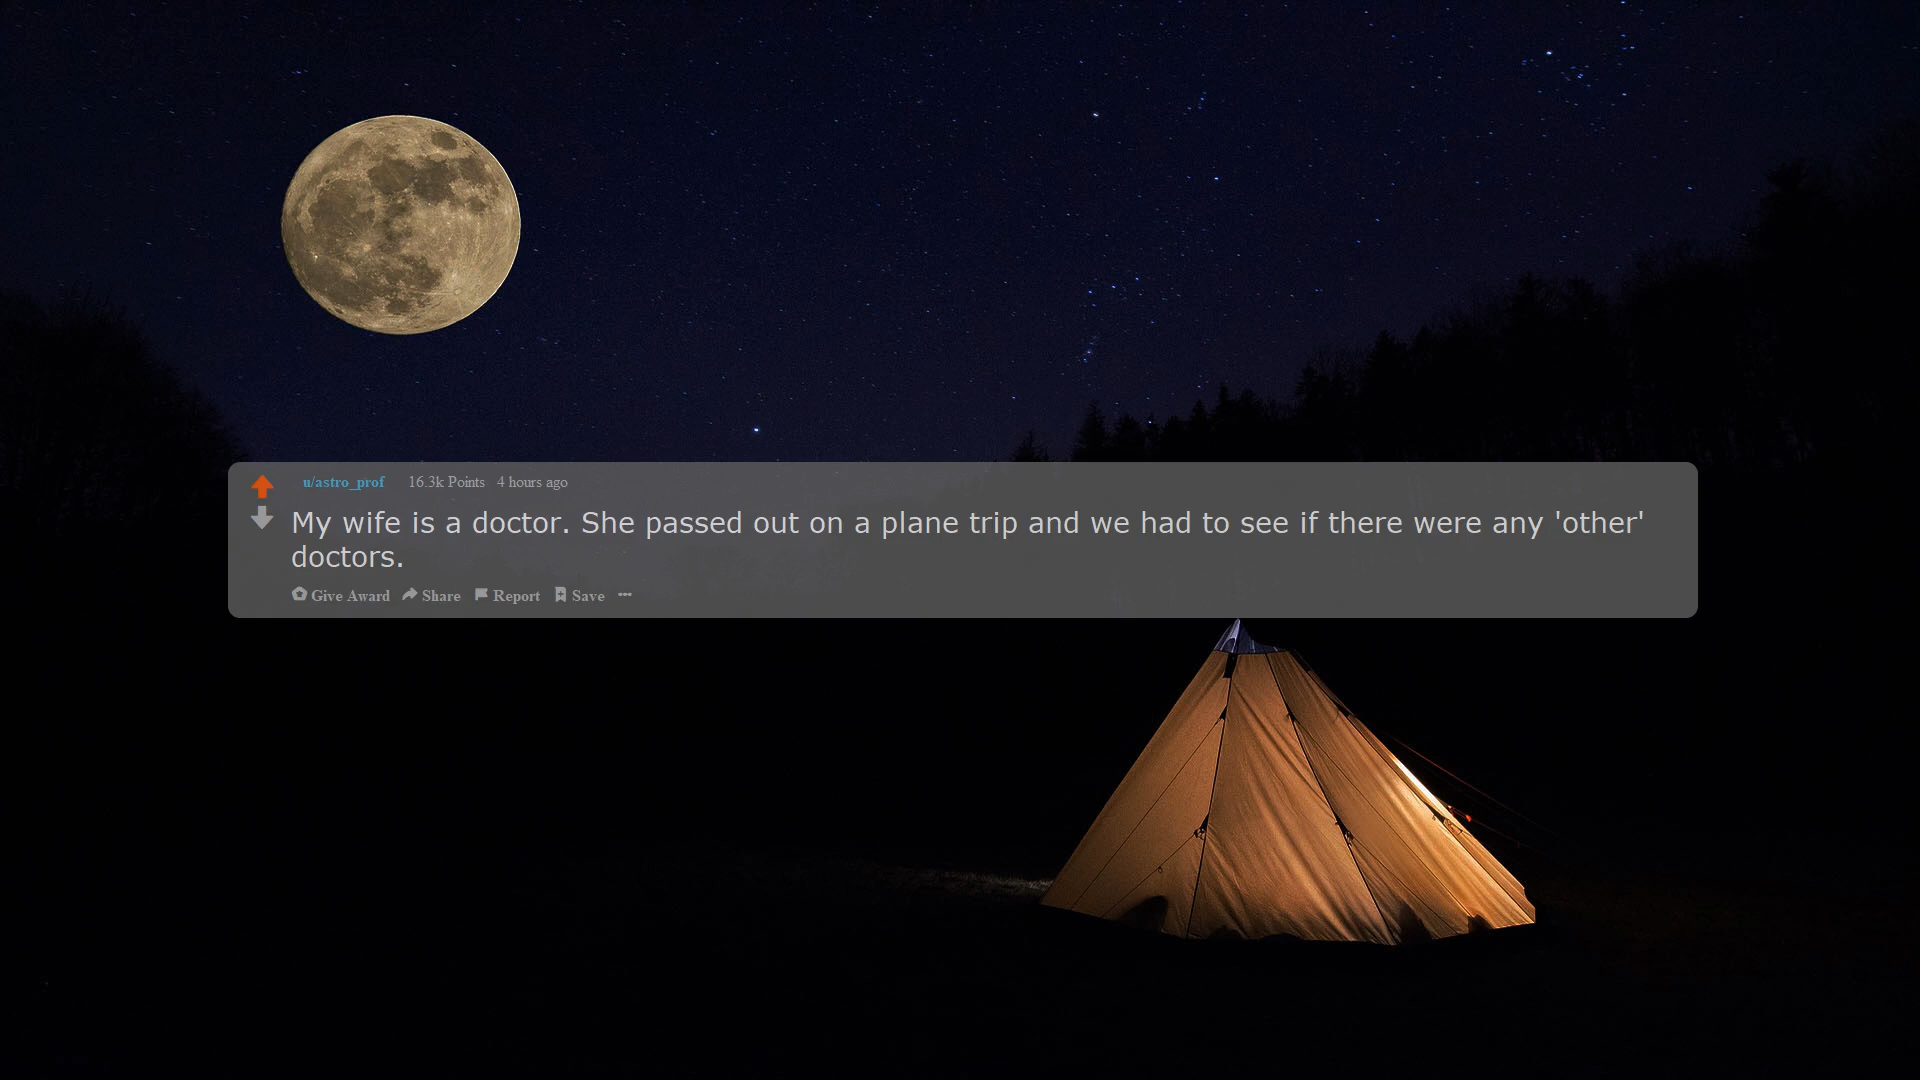 u/astro_prof 16.3k Points 4 hours ago
My wife is a doctor. She passed out on a plane trip and we had to see if there were any 'other'
doctors.
Give Award Share Report Save